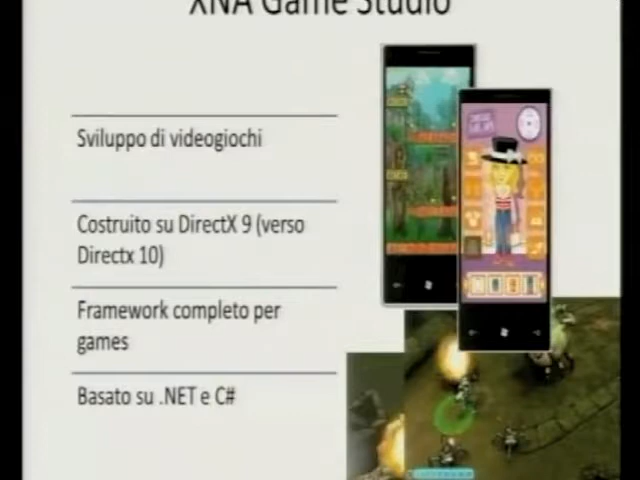 XNA Game Studio
Sviluppo di videogiochi
Costruito su DirectX 9 (verso
Directx 10)
Framework completo per
games
Basato su .NET e C#